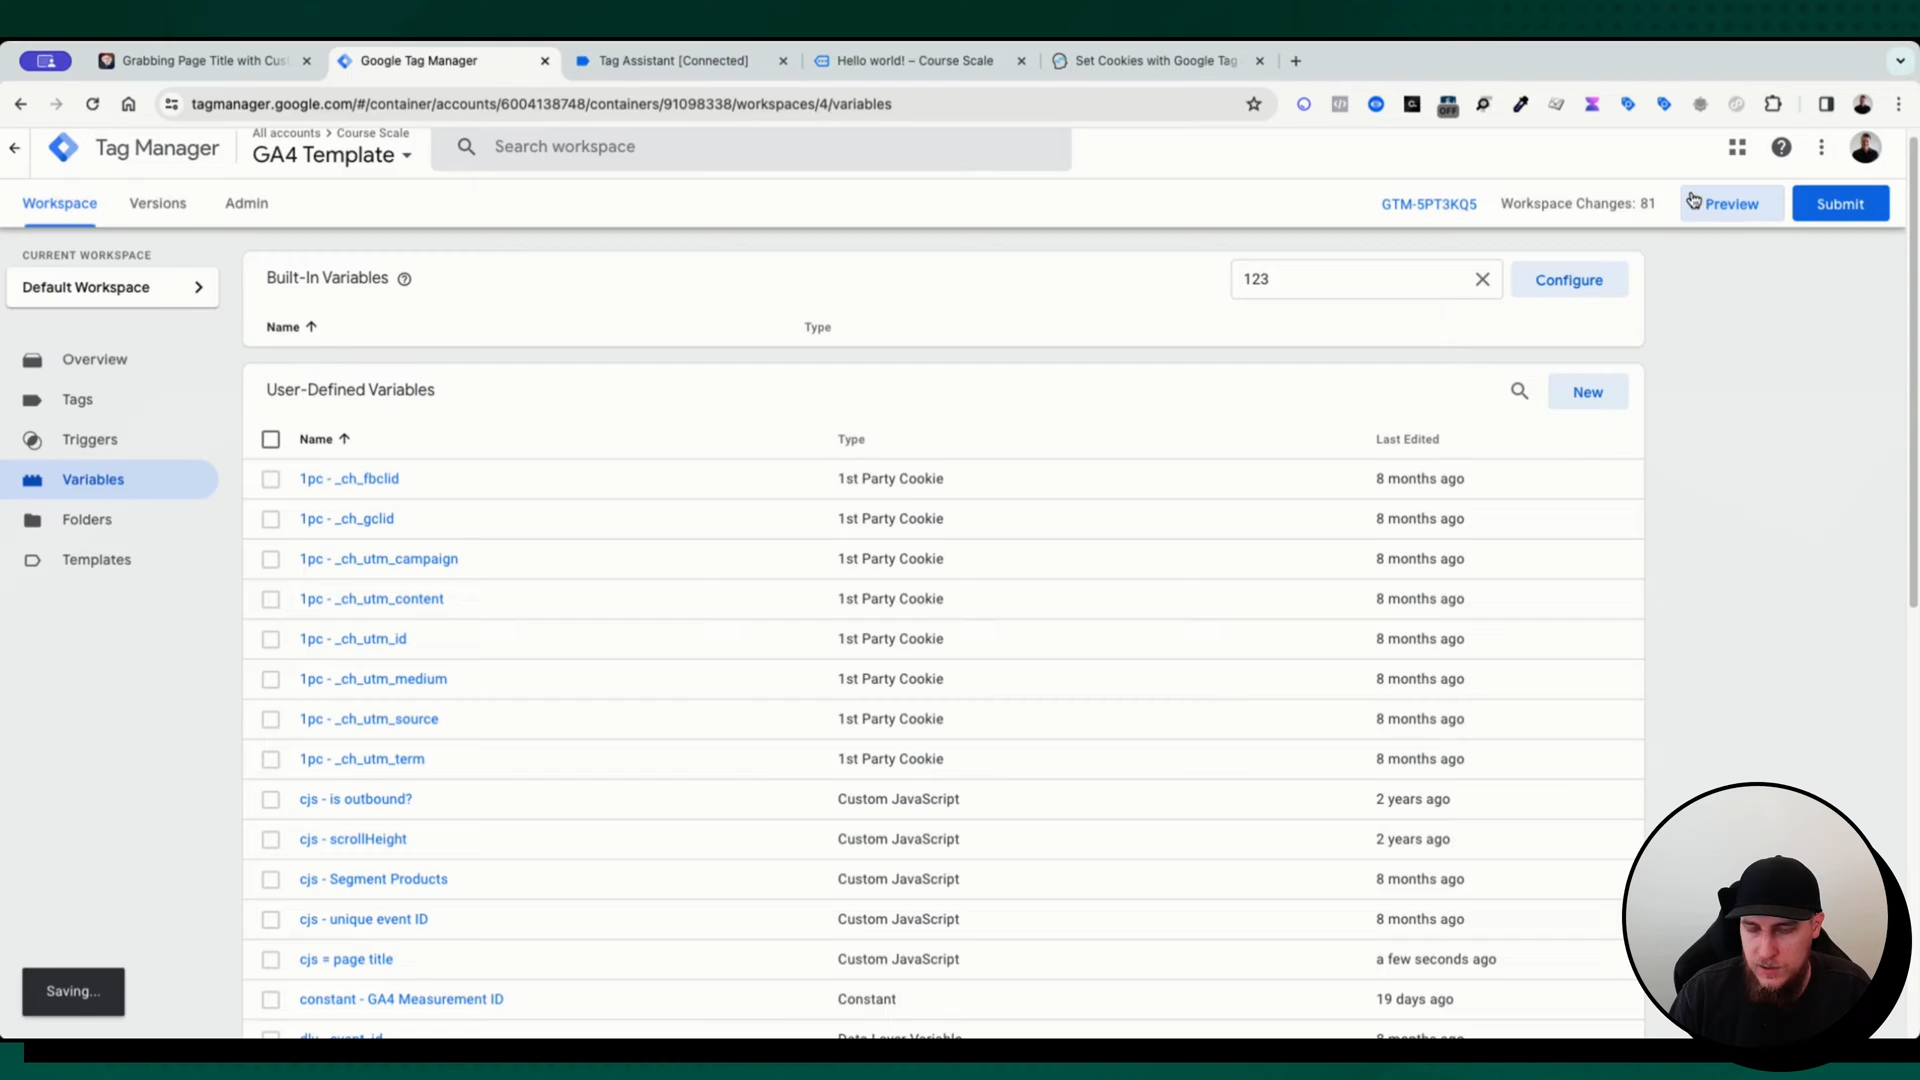 Grabbing Page Title with Cus
Google Tag Manager
Tag Assistant [Connected]
Hello world! – Course Scale
Set Cookies with Google Tag
tagmanager.google.com/#/container/accounts/6004138748/containers/91098338/workspaces/4/variables
OFF
Tag Manager
All accounts > Course Scale
GA4 Template
Search workspace
Workspace
Versions
Admin
GTM-5PT3KQ5
Workspace Changes: 81
Preview
Submit
CURRENT WORKSPACE
Default Workspace
Overview
Tags
Triggers
Variables
Folders
Templates
Built-In Variables
123
Configure
Name
Type
User-Defined Variables
New
Name Type Last Edited
1pc - _ch_fbclid 1st Party Cookie 8 months ago
1pc - _ch_gclid 1st Party Cookie 8 months ago
1pc - _ch_utm_campaign 1st Party Cookie 8 months ago
1pc - _ch_utm_content 1st Party Cookie 8 months ago
1pc - _ch_utm_id 1st Party Cookie 8 months ago
1pc - _ch_utm_medium 1st Party Cookie 8 months ago
1pc - _ch_utm_source 1st Party Cookie 8 months ago
1pc - _ch_utm_term 1st Party Cookie 8 months ago
cjs - is outbound? Custom JavaScript 2 years ago
cjs - scrollHeight Custom JavaScript 2 years ago
cjs - Segment Products Custom JavaScript 8 months ago
cjs - unique event ID Custom JavaScript 8 months ago
cjs = page title Custom JavaScript a few seconds ago
constant - GA4 Measurement ID Constant 19 days ago
dlv - event_id Data Layer Variable 8 months ago
Saving...